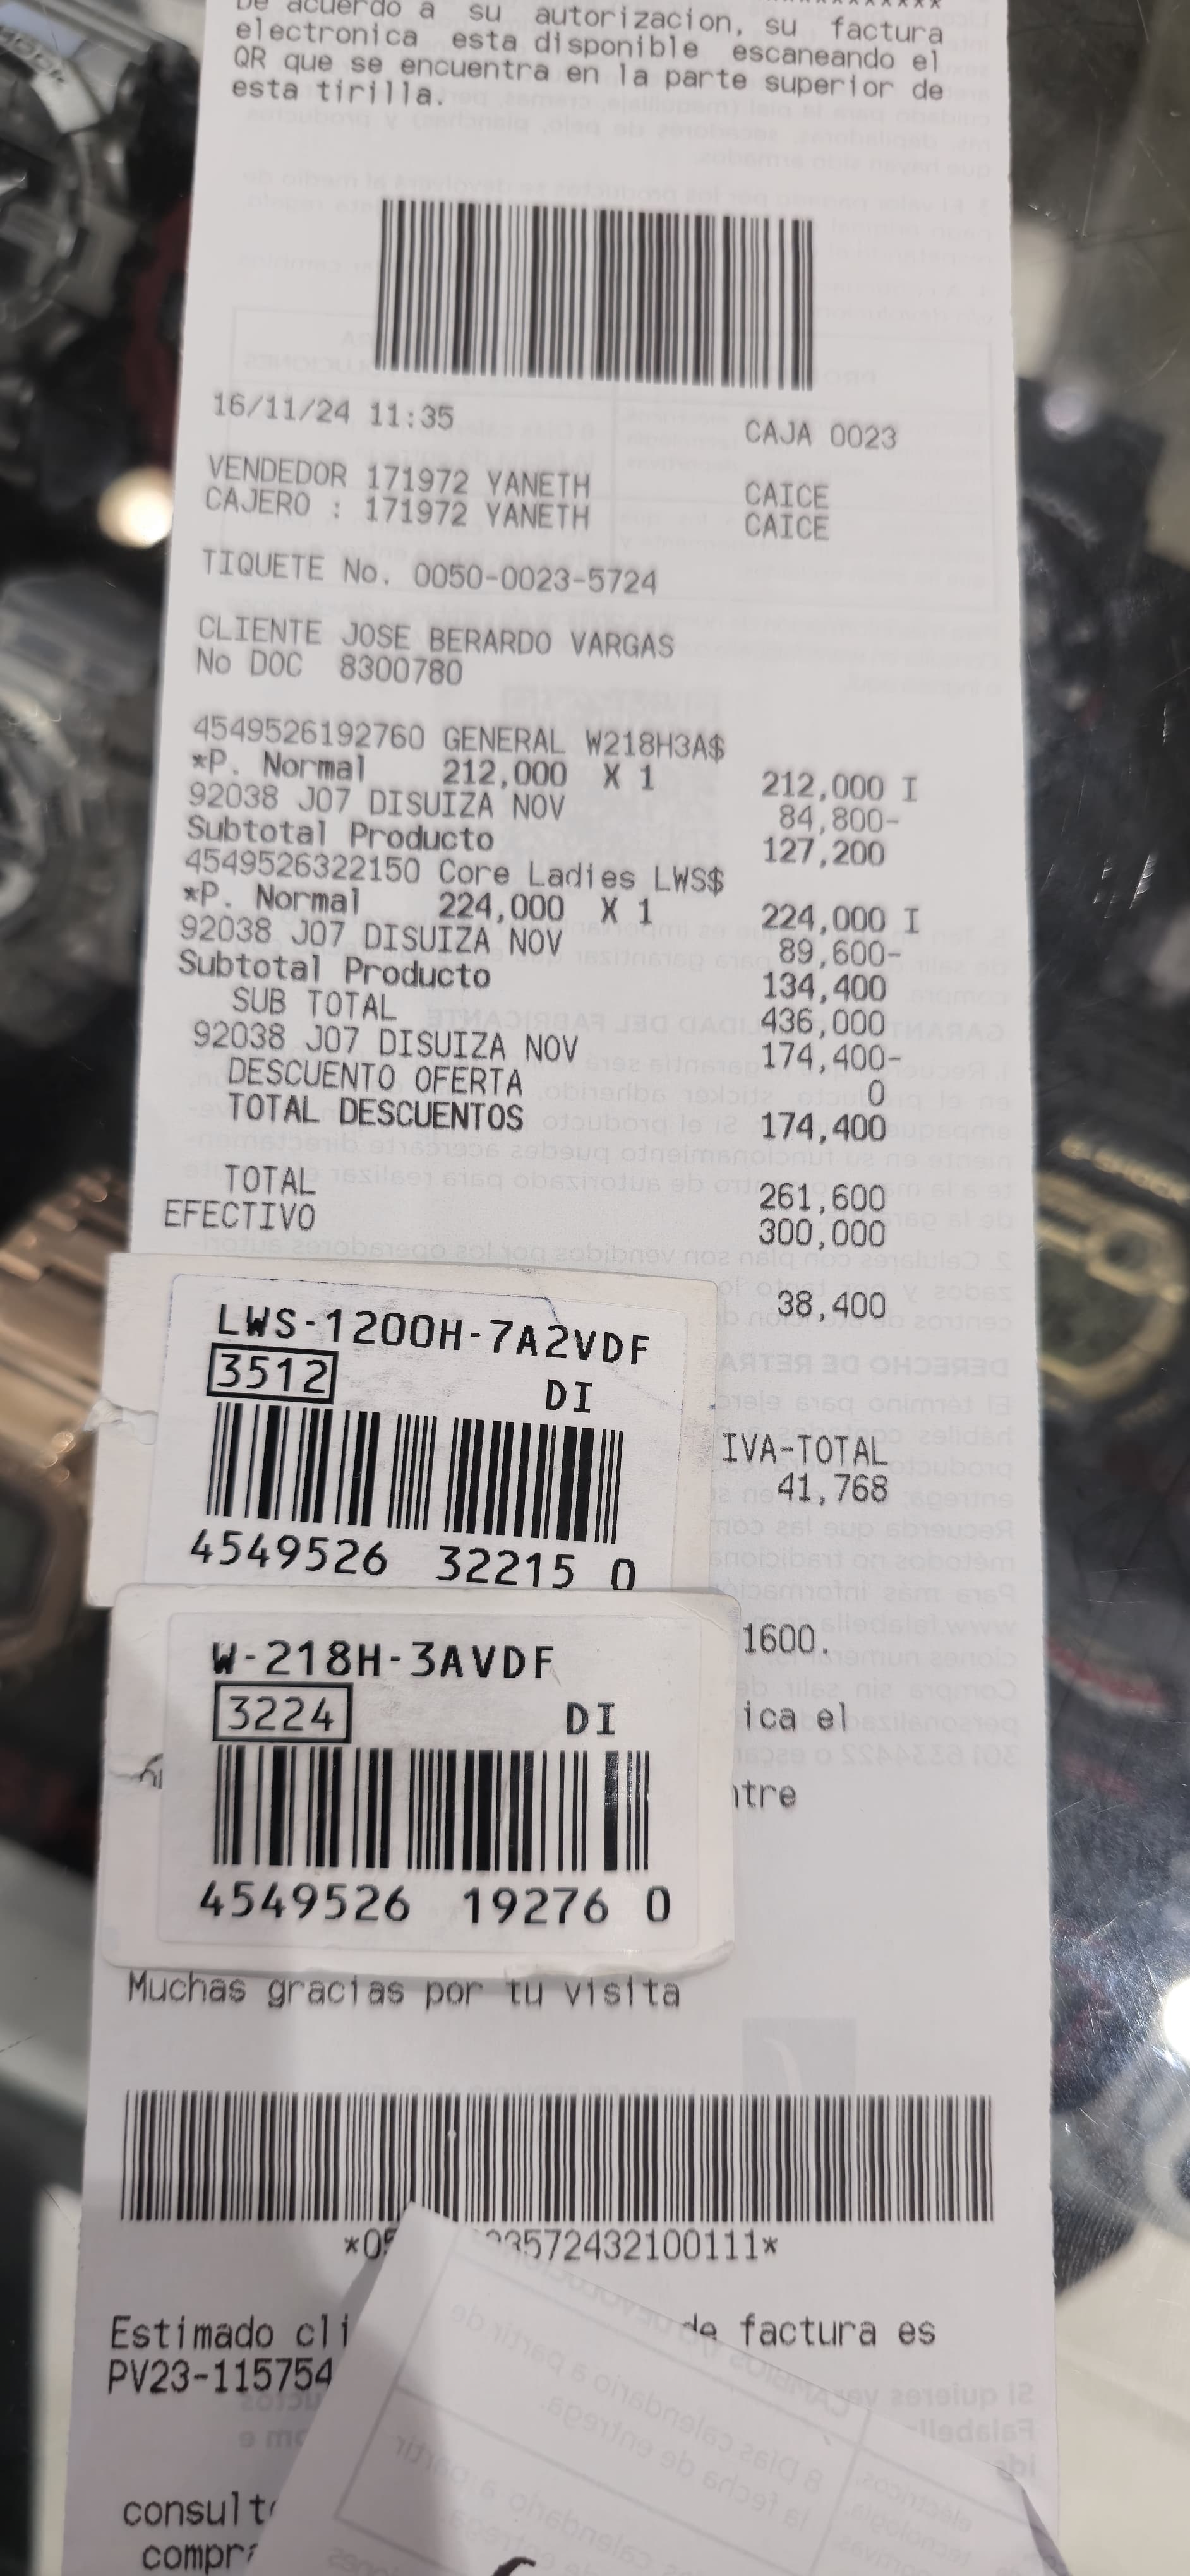 De acuerdo a su autorizacion, su factura
electronica esta disponible escaneando el
QR que se encuentra en la parte superior de
esta tirilla.
16/11/24 11:35 CAJA 0023
VENDEDOR 171972 YANETH CAICE
CAJERO : 171972 YANETH CAICE
TIQUETE No. 0050-0023-5724
CLIENTE JOSE BERARDO VARGAS
No DOC 8300780
4549526192760 GENERAL W218H3A$
*P. Normal 212,000 X 1 212,000 I
92038 J07 DISUIZA NOV 84,800-
Subtotal Producto 127,200
4549526322150 Core Ladies LWS$
*P. Normal 224,000 X 1 224,000 I
92038 J07 DISUIZA NOV 89,600-
Subtotal Producto 134,400
SUB TOTAL 436,000
92038 J07 DISUIZA NOV 174,400-
DESCUENTO OFERTA 0
TOTAL DESCUENTOS 174,400
TOTAL 261,600
EFECTIVO 300,000
38,400
LWS-1200H-7A2VDF
3512 DI
4549526 32215 0
IVA-TOTAL
41,768
W-218H-3AVDF
3224 DI
4549526 19276 0
1600.
ica el
ntre
Muchas gracias por tu visita
3572432100111*
Estimado cli de factura es
PV23-115754
consult
compr